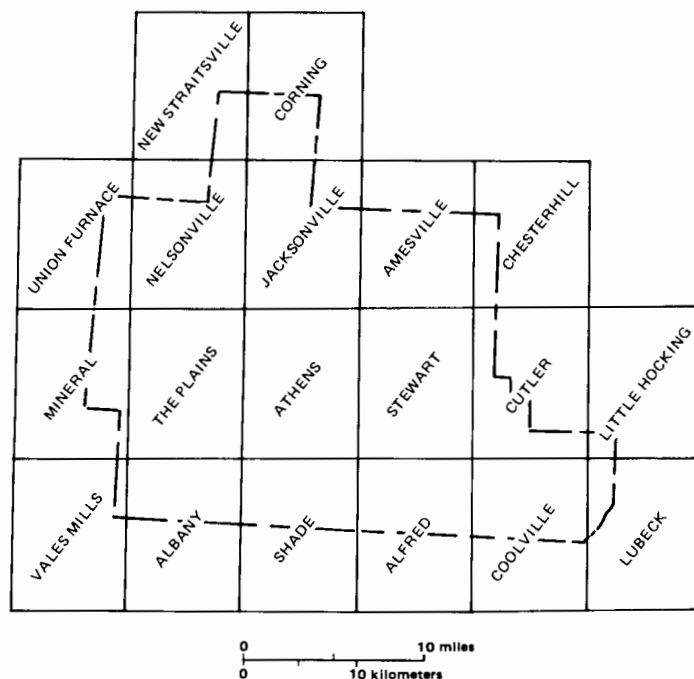 NEW STRAITSVILLE
CORNING
UNION FURNACE
NELSONVILLE
JACKSONVILLE
AMESVILLE
CHESTERHILL
MINERAL
THE PLAINS
ATHENS
STEWART
CUTLER
LITTLE HOCKING
VALES MILLS
ALBANY
SHADE
ALFRED
COOLVILLE
LUBECK
0 10 miles
0 10 kilometers